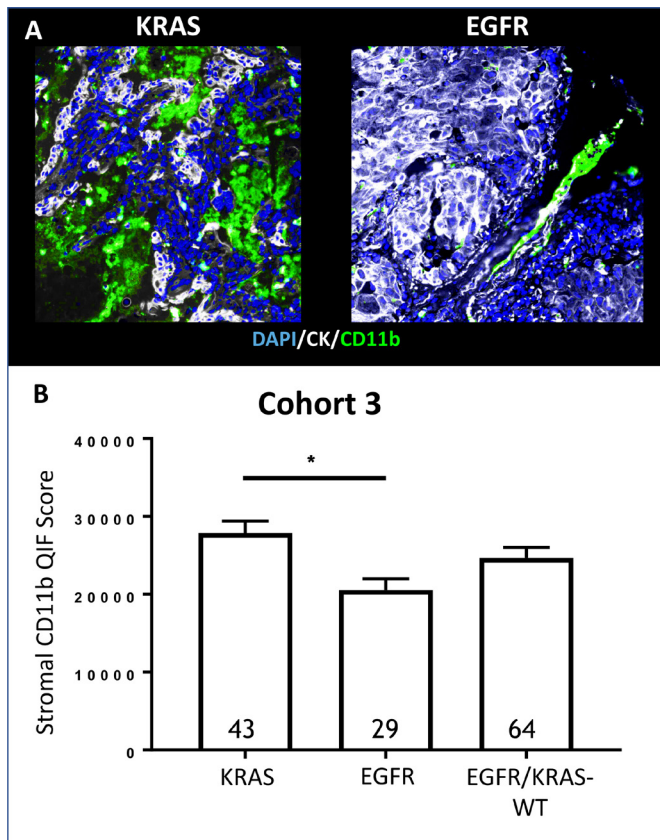 A
KRAS
EGFR
DAPI/CK/CD11b
B
Cohort 3
Stromal CD11b QIF Score
40000
30000
20000
10000
0
*
43
29
64
KRAS
EGFR
EGFR/KRAS-
WT